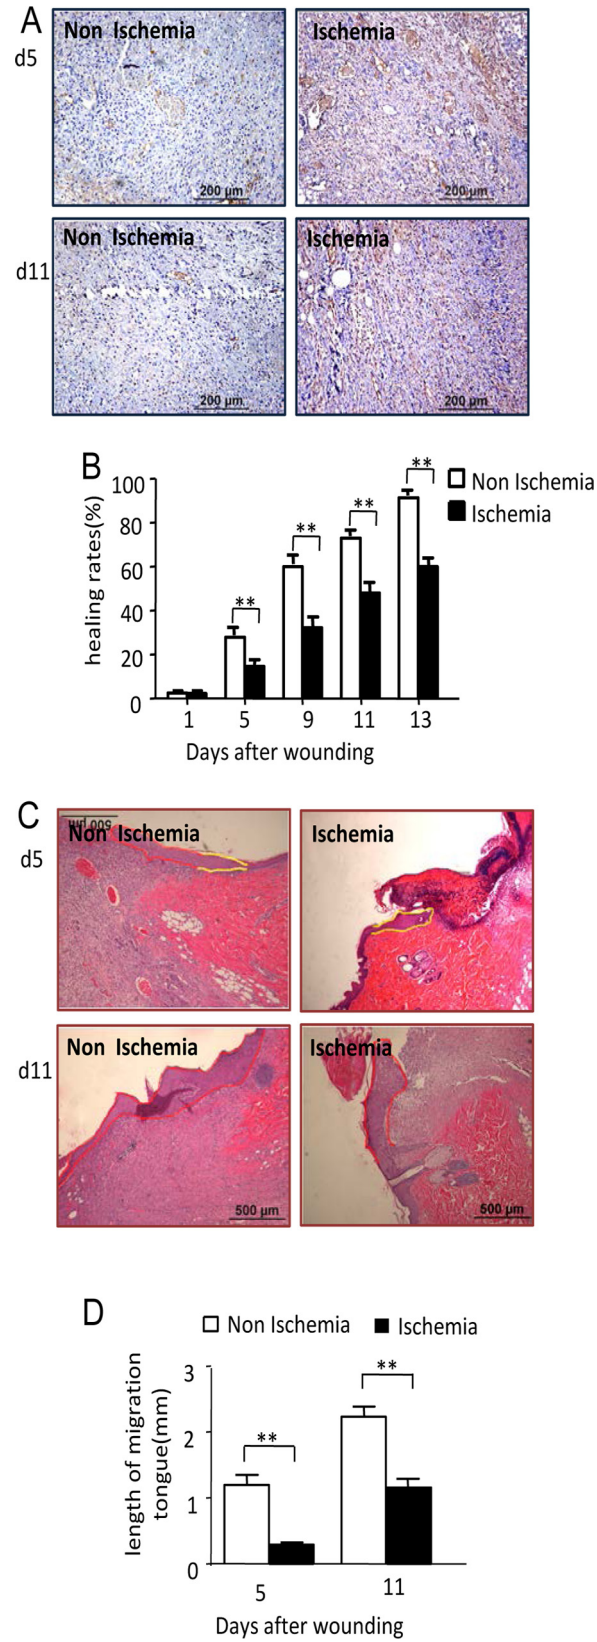 A
Non Ischemia
Ischemia
d5
200 µm
200 µm
Non Ischemia
Ischemia
d11
200 µm
200 µm
B
healing rates(%)
100
80
60
40
20
0
**
**
**
**
Non Ischemia
Ischemia
1 5 9 11 13
Days after wounding
C
500 µm
Non Ischemia
Ischemia
d5
Non Ischemia
Ischemia
d11
500 µm
500 µm
D
Non Ischemia
Ischemia
length of migration
tongue(mm)
3
2
1
0
**
**
5
11
Days after wounding